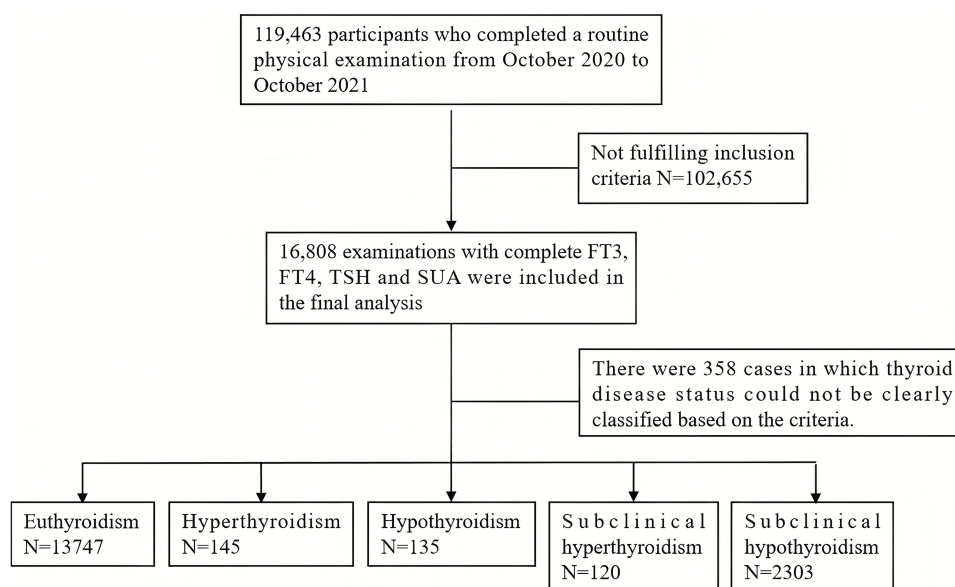 119,463 participants who completed a routine
physical examination from October 2020 to
October 2021
Not fulfilling inclusion
criteria N=102,655
16,808 examinations with complete FT3,
FT4, TSH and SUA were included in
the final analysis
There were 358 cases in which thyroid
disease status could not be clearly
classified based on the criteria.
Euthyroidism
N=13747
Hyperthyroidism
N=145
Hypothyroidism
N=135
Subclinical
hyperthyroidism
N=120
Subclinical
hypothyroidism
N=2303